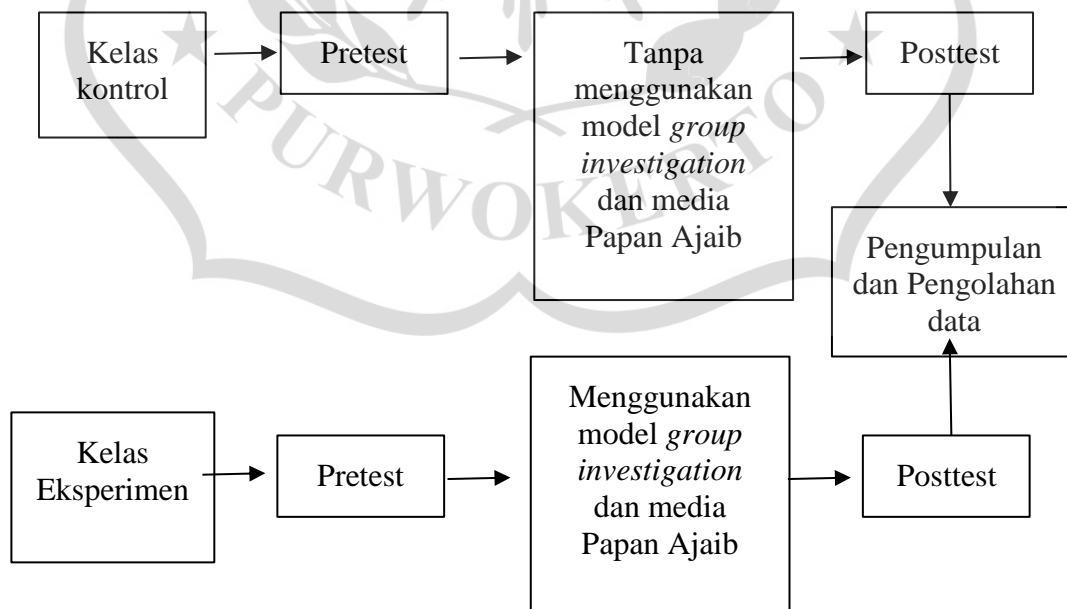 Kelas
kontrol
Pretest
Tanpa
menggunakan
model group
investigation
dan media
Papan Ajaib
Posttest
Pengumpulan
dan Pengolahan
data
Kelas
Eksperimen
Pretest
Menggunakan
model group
investigation
dan media
Papan Ajaib
Posttest
PURWOKERTO